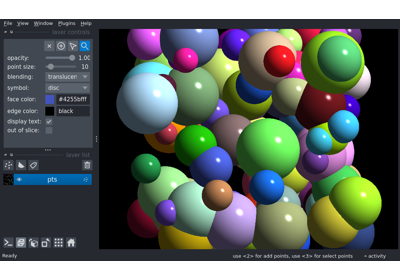 File View Window Plugins Help
layer controls
opacity: 1.00
point size: 10
blending: translucen
symbol: disc
face color: #4255bfff
edge color: black
display text:
out of slice:
layer list
pts
Ready use <2> for add points, use <3> for select points activity